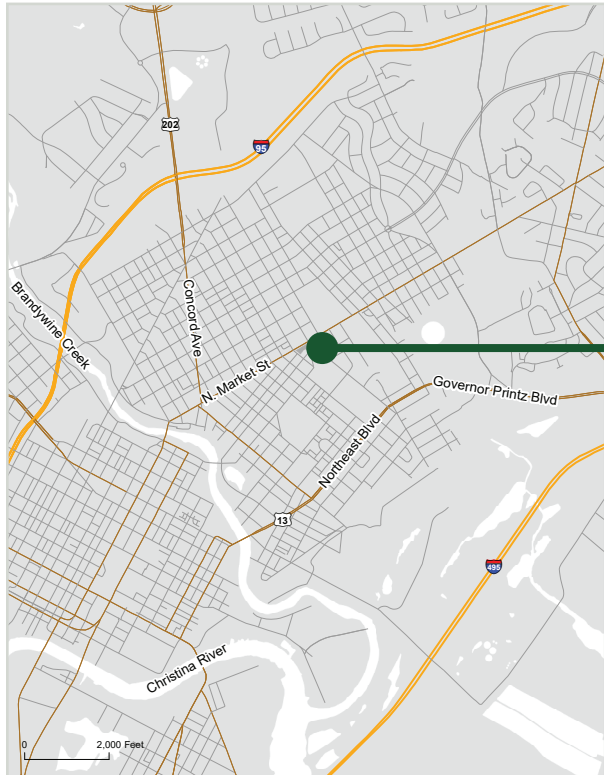 202
95
Brandywine Creek
Concord Ave
N. Market St
Governor Printz Blvd
Northeast Blvd
13
495
Christina River
0
2,000 Feet